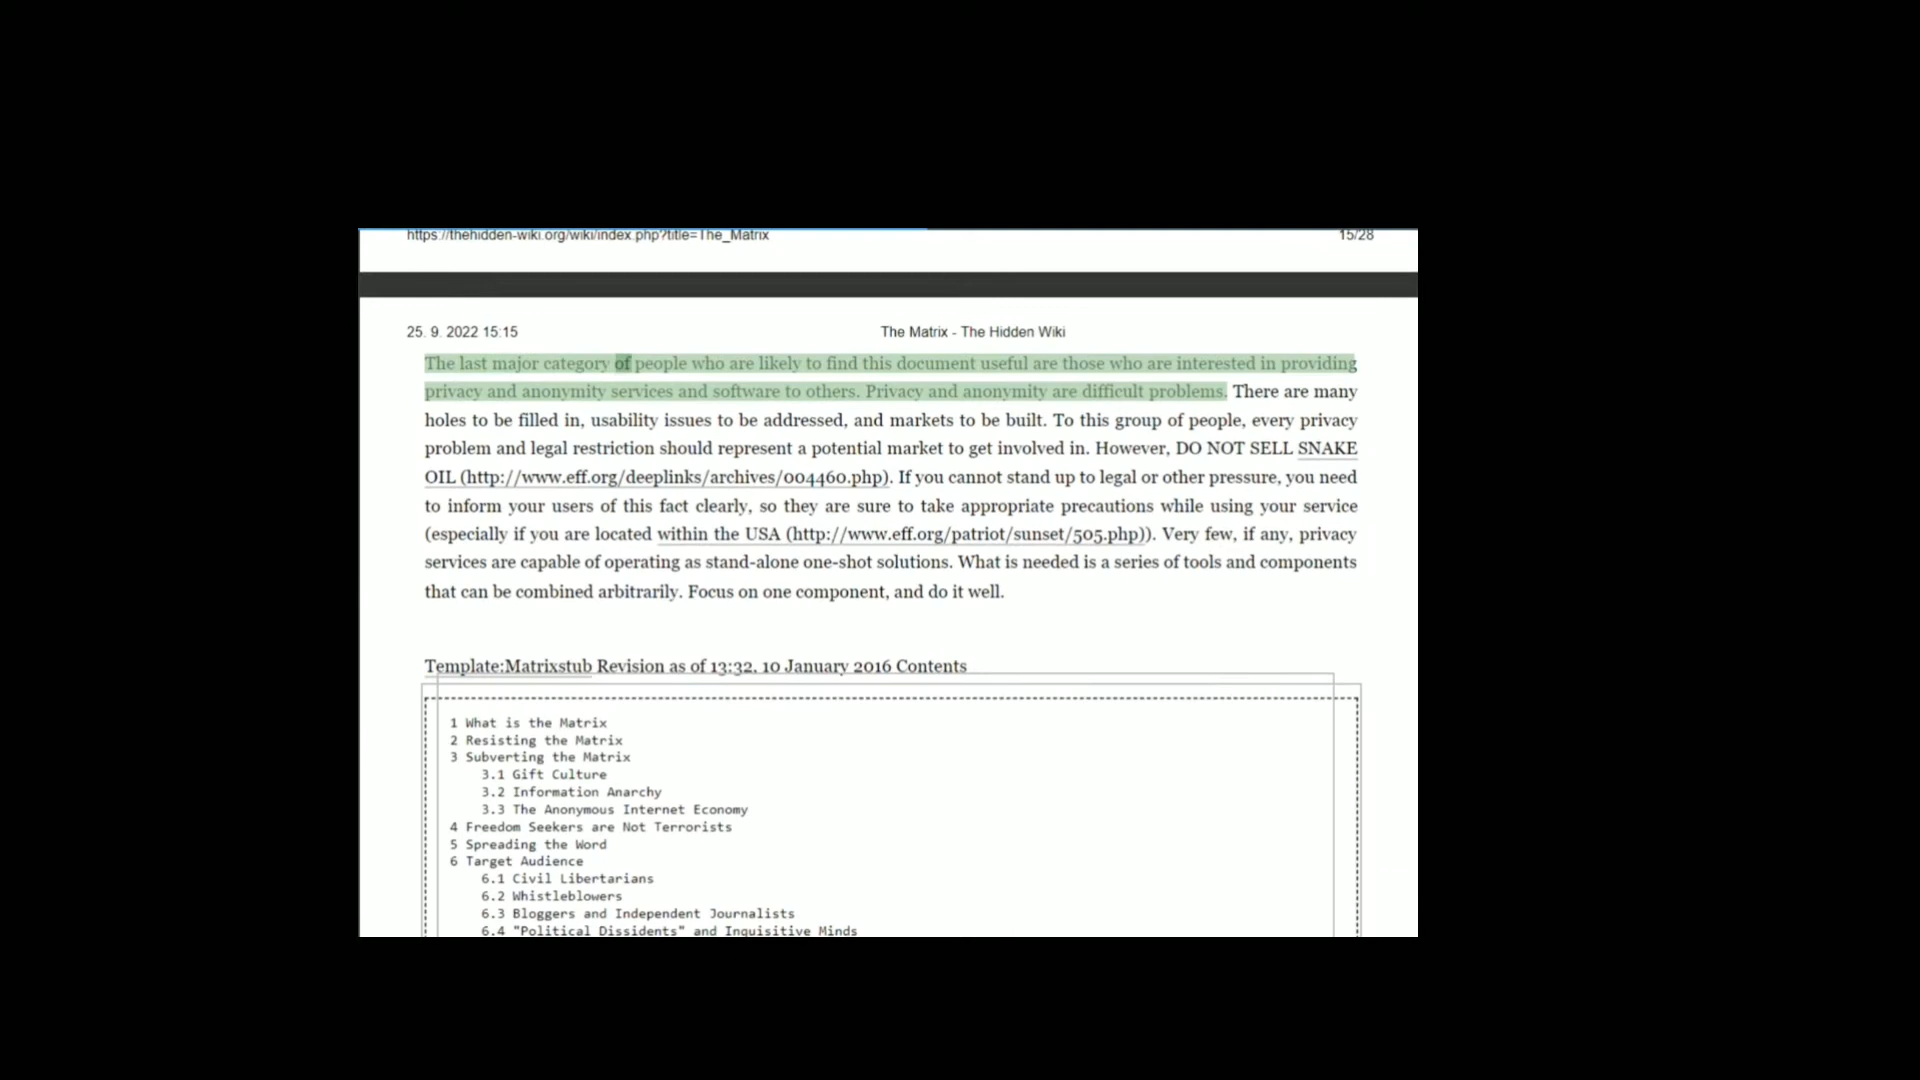 https://thehidden-wiki.org/wiki/index.php?title=The_Matrix 15/28
25. 9. 2022 15:15 The Matrix - The Hidden Wiki
The last major category of people who are likely to find this document useful are those who are interested in providing
privacy and anonymity services and software to others. Privacy and anonymity are difficult problems. There are many
holes to be filled in, usability issues to be addressed, and markets to be built. To this group of people, every privacy
problem and legal restriction should represent a potential market to get involved in. However, DO NOT SELL SNAKE
OIL (http://www.eff.org/deeplinks/archives/004460.php). If you cannot stand up to legal or other pressure, you need
to inform your users of this fact clearly, so they are sure to take appropriate precautions while using your service
(especially if you are located within the USA (http://www.eff.org/patriot/sunset/505.php)). Very few, if any, privacy
services are capable of operating as stand-alone one-shot solutions. What is needed is a series of tools and components
that can be combined arbitrarily. Focus on one component, and do it well.
Template:Matrixstub Revision as of 13:32, 10 January 2016 Contents
1 What is the Matrix
2 Resisting the Matrix
3 Subverting the Matrix
3.1 Gift Culture
3.2 Information Anarchy
3.3 The Anonymous Internet Economy
4 Freedom Seekers are Not Terrorists
5 Spreading the Word
6 Target Audience
6.1 Civil Libertarians
6.2 Whistleblowers
6.3 Bloggers and Independent Journalists
6.4 "Political Dissidents" and Inquisitive Minds